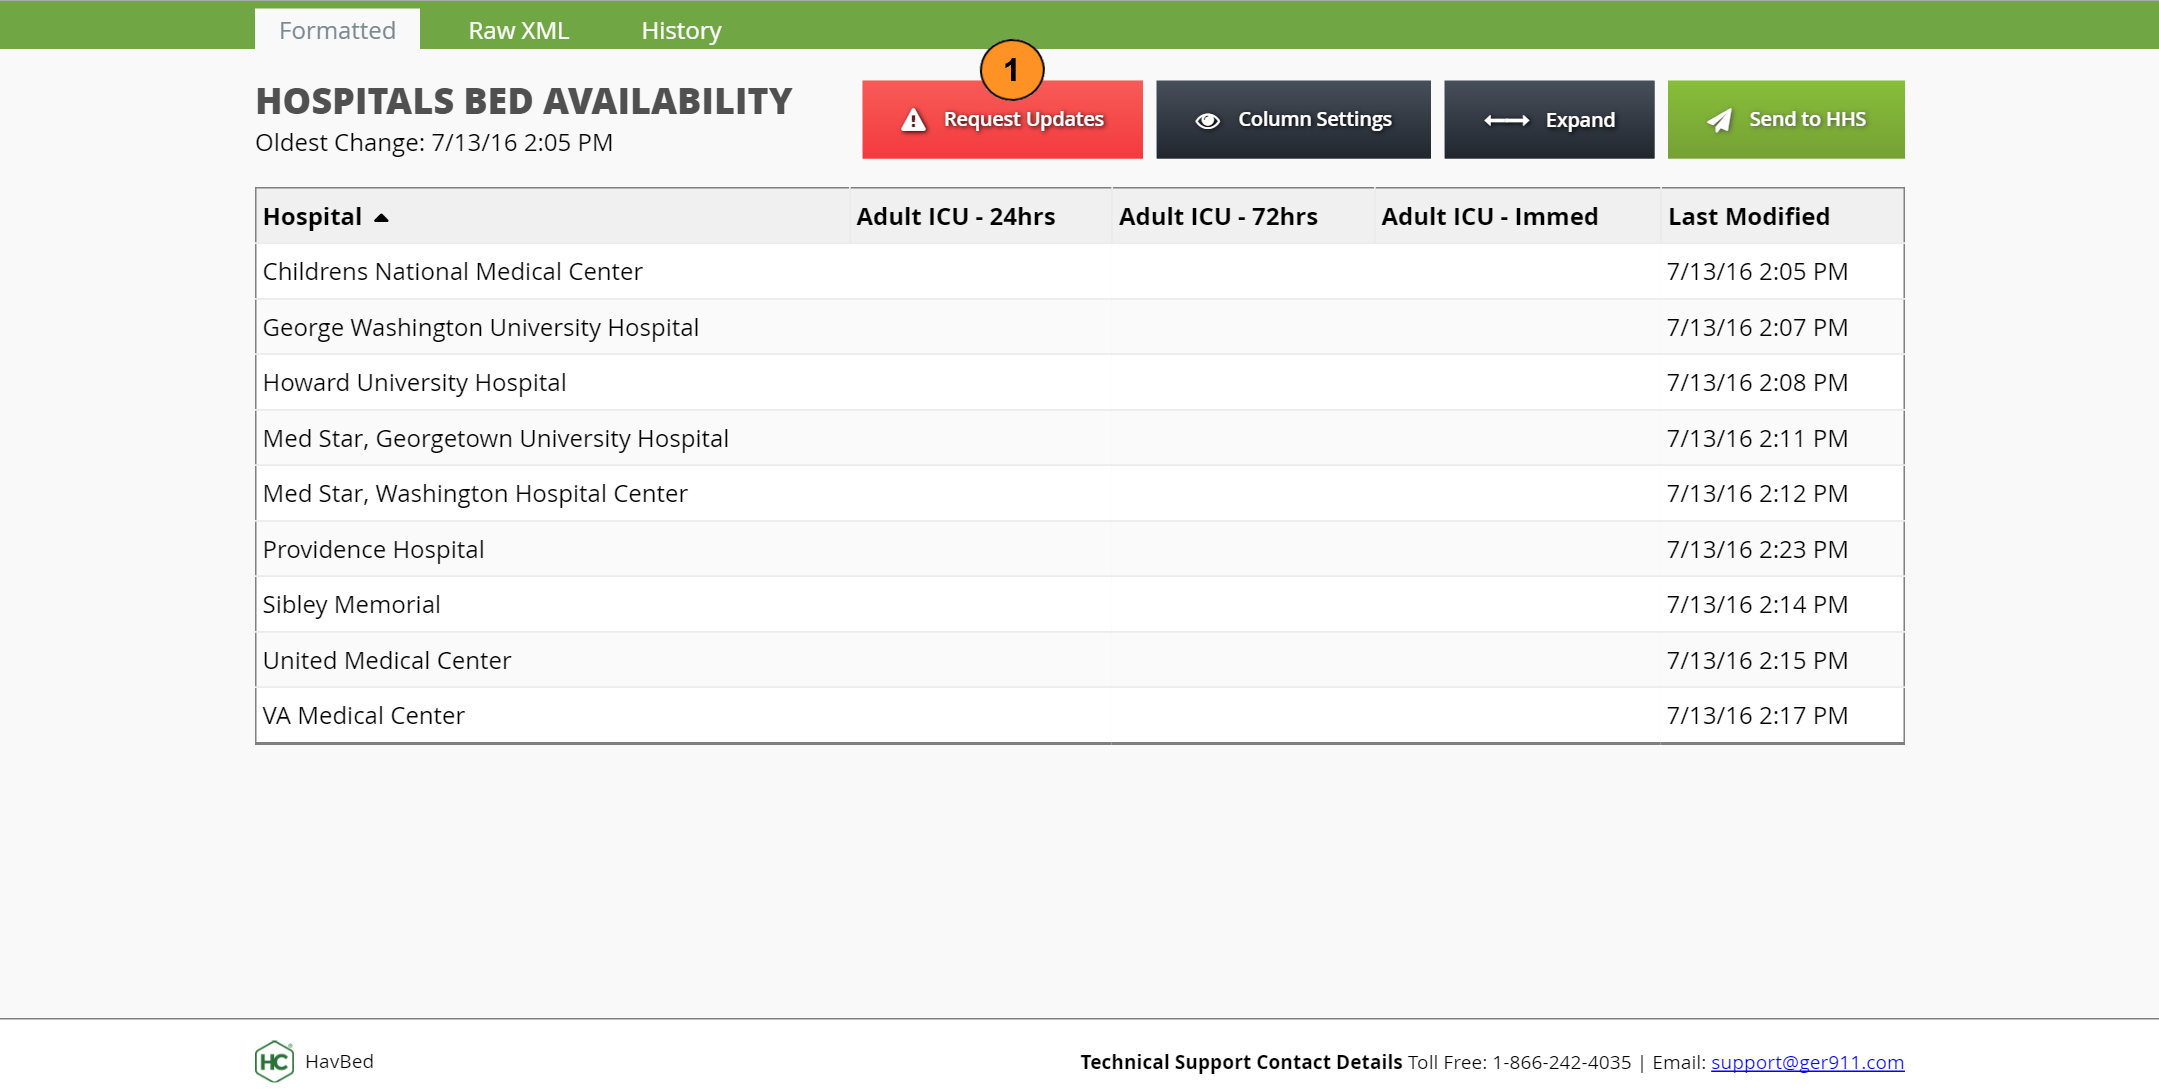 Formatted Raw XML History
1
HOSPITALS BED AVAILABILITY
Oldest Change: 7/13/16 2:05 PM
Request Updates Column Settings Expand Send to HHS
Hospital Adult ICU - 24hrs Adult ICU - 72hrs Adult ICU - Immed Last Modified
Childrens National Medical Center 7/13/16 2:05 PM
George Washington University Hospital 7/13/16 2:07 PM
Howard University Hospital 7/13/16 2:08 PM
Med Star, Georgetown University Hospital 7/13/16 2:11 PM
Med Star, Washington Hospital Center 7/13/16 2:12 PM
Providence Hospital 7/13/16 2:23 PM
Sibley Memorial 7/13/16 2:14 PM
United Medical Center 7/13/16 2:15 PM
VA Medical Center 7/13/16 2:17 PM
HC HavBed Technical Support Contact Details Toll Free: 1-866-242-4035 | Email: support@ger911.com